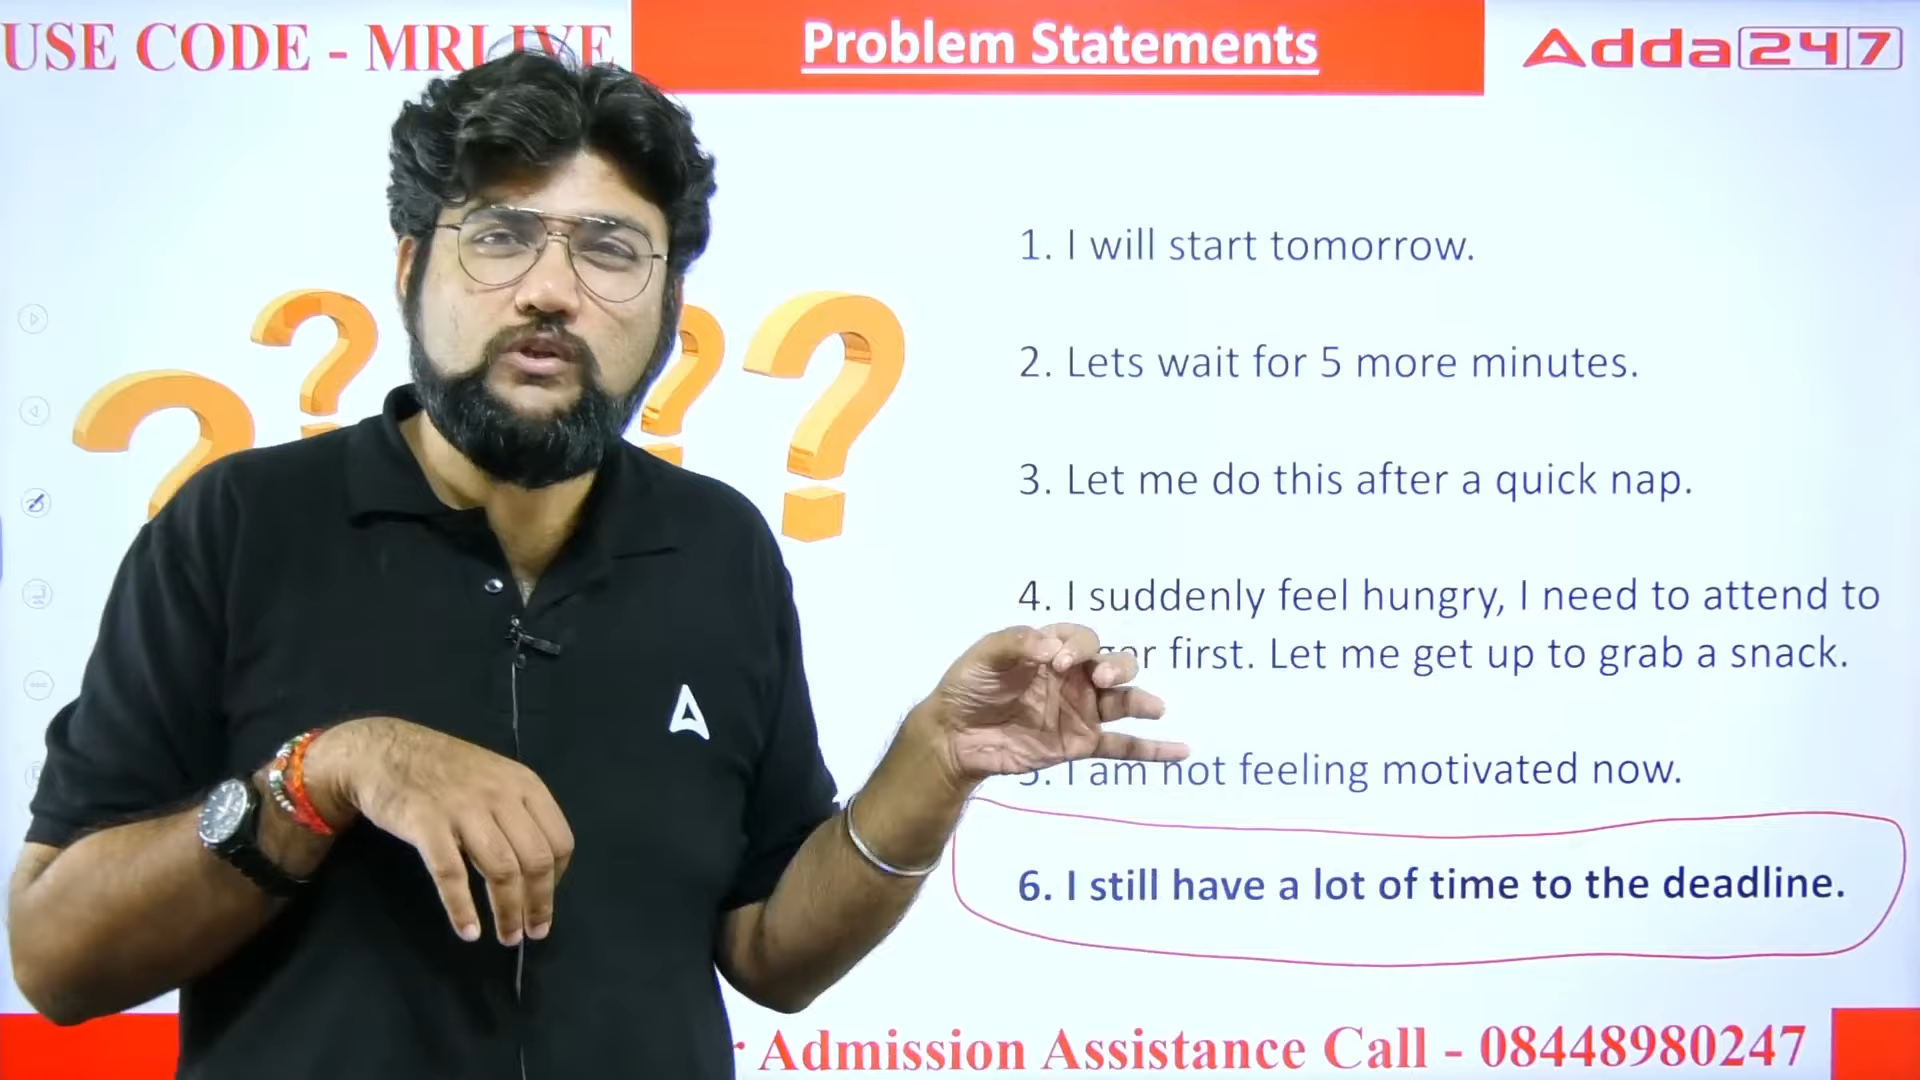 USE CODE - MRLIVE
Problem Statements
Adda247
1. I will start tomorrow.
2. Lets wait for 5 more minutes.
3. Let me do this after a quick nap.
4. I suddenly feel hungry, I need to attend to
first. Let me get up to grab a snack.
5. I am not feeling motivated now.
6. I still have a lot of time to the deadline.
Admission Assistance Call - 08448980247